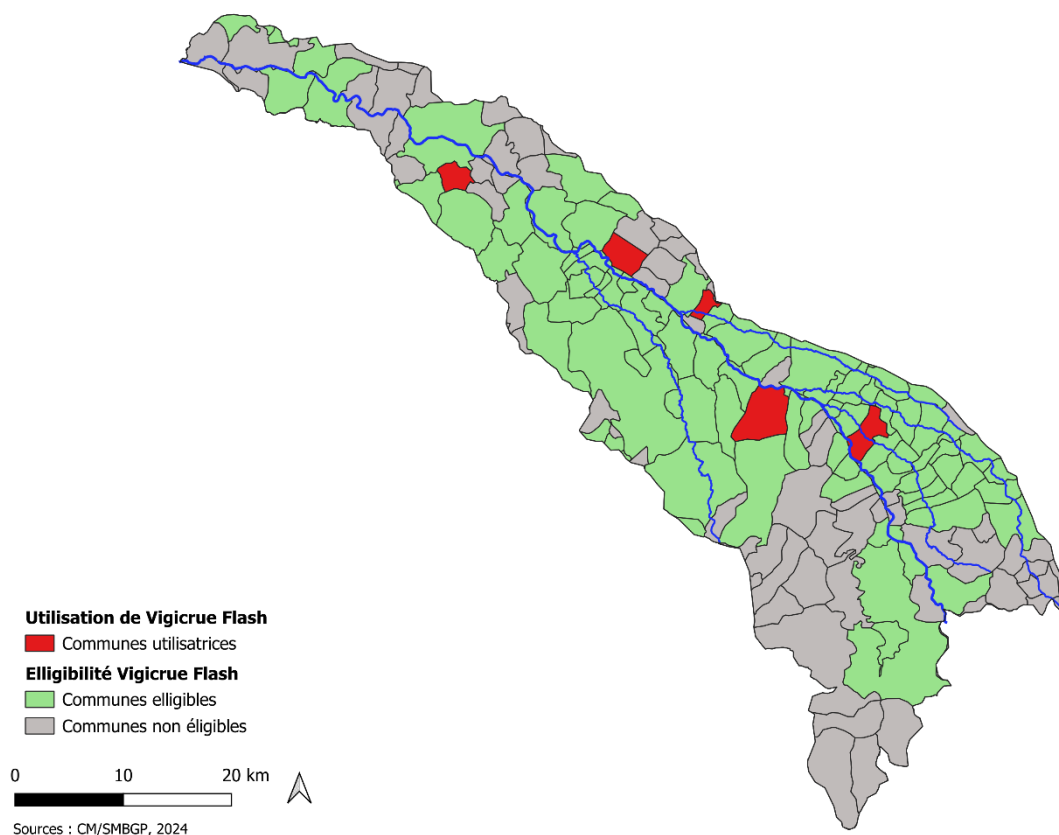 Utilisation de Vigicrue Flash
Communes utilisatrices
Elligibilité Vigicrue Flash
Communes elligibles
Communes non éligibles
0 10 20 km
Sources : CM/SMBGP, 2024